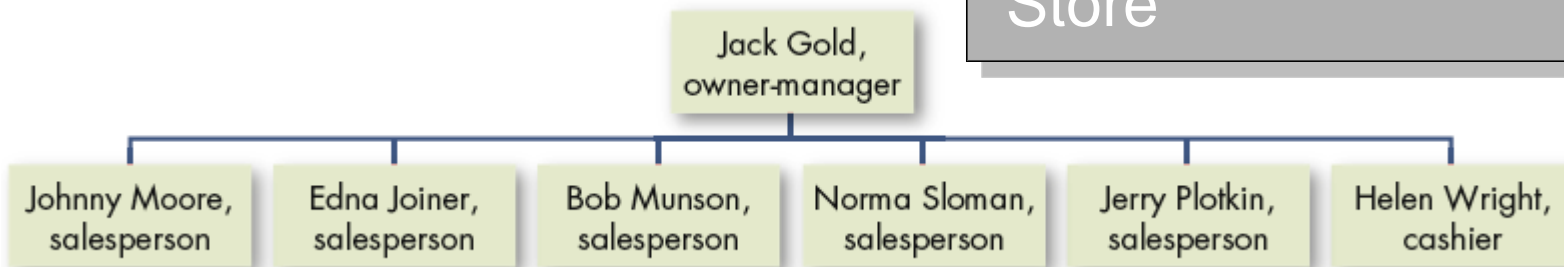 Store
Jack Gold,
owner-manager
Johnny Moore,
salesperson
Edna Joiner,
salesperson
Bob Munson,
salesperson
Norma Sloman,
salesperson
Jerry Plotkin,
salesperson
Helen Wright,
cashier